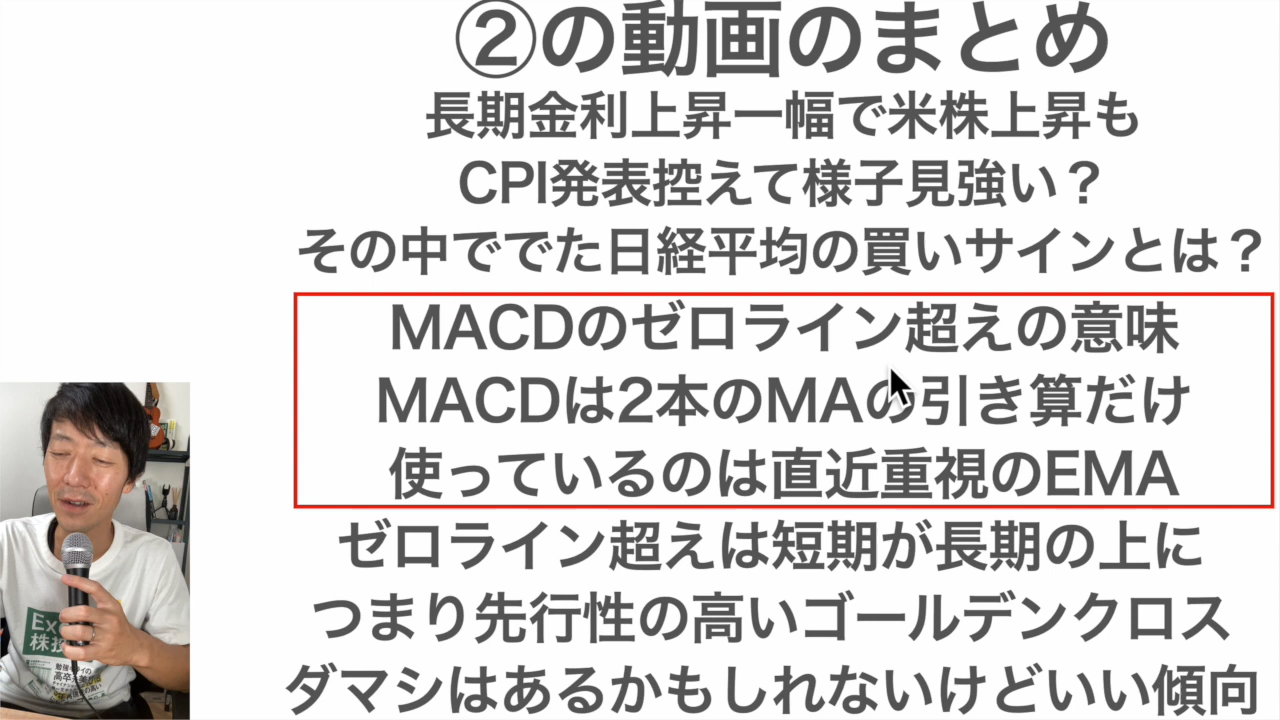 ②の動画のまとめ
長期金利上昇一幅で米株上昇も
CPI発表控えて様子見強い？
その中ででた日経平均の買いサインとは？
MACDのゼロライン超えの意味
MACDは2本のMAの引き算だけ
使っているのは直近重視のEMA
ゼロライン超えは短期が長期の上に
つまり先行性の高いゴールデンクロス
ダマシはあるかもしれないけどいい傾向
Ex
株投